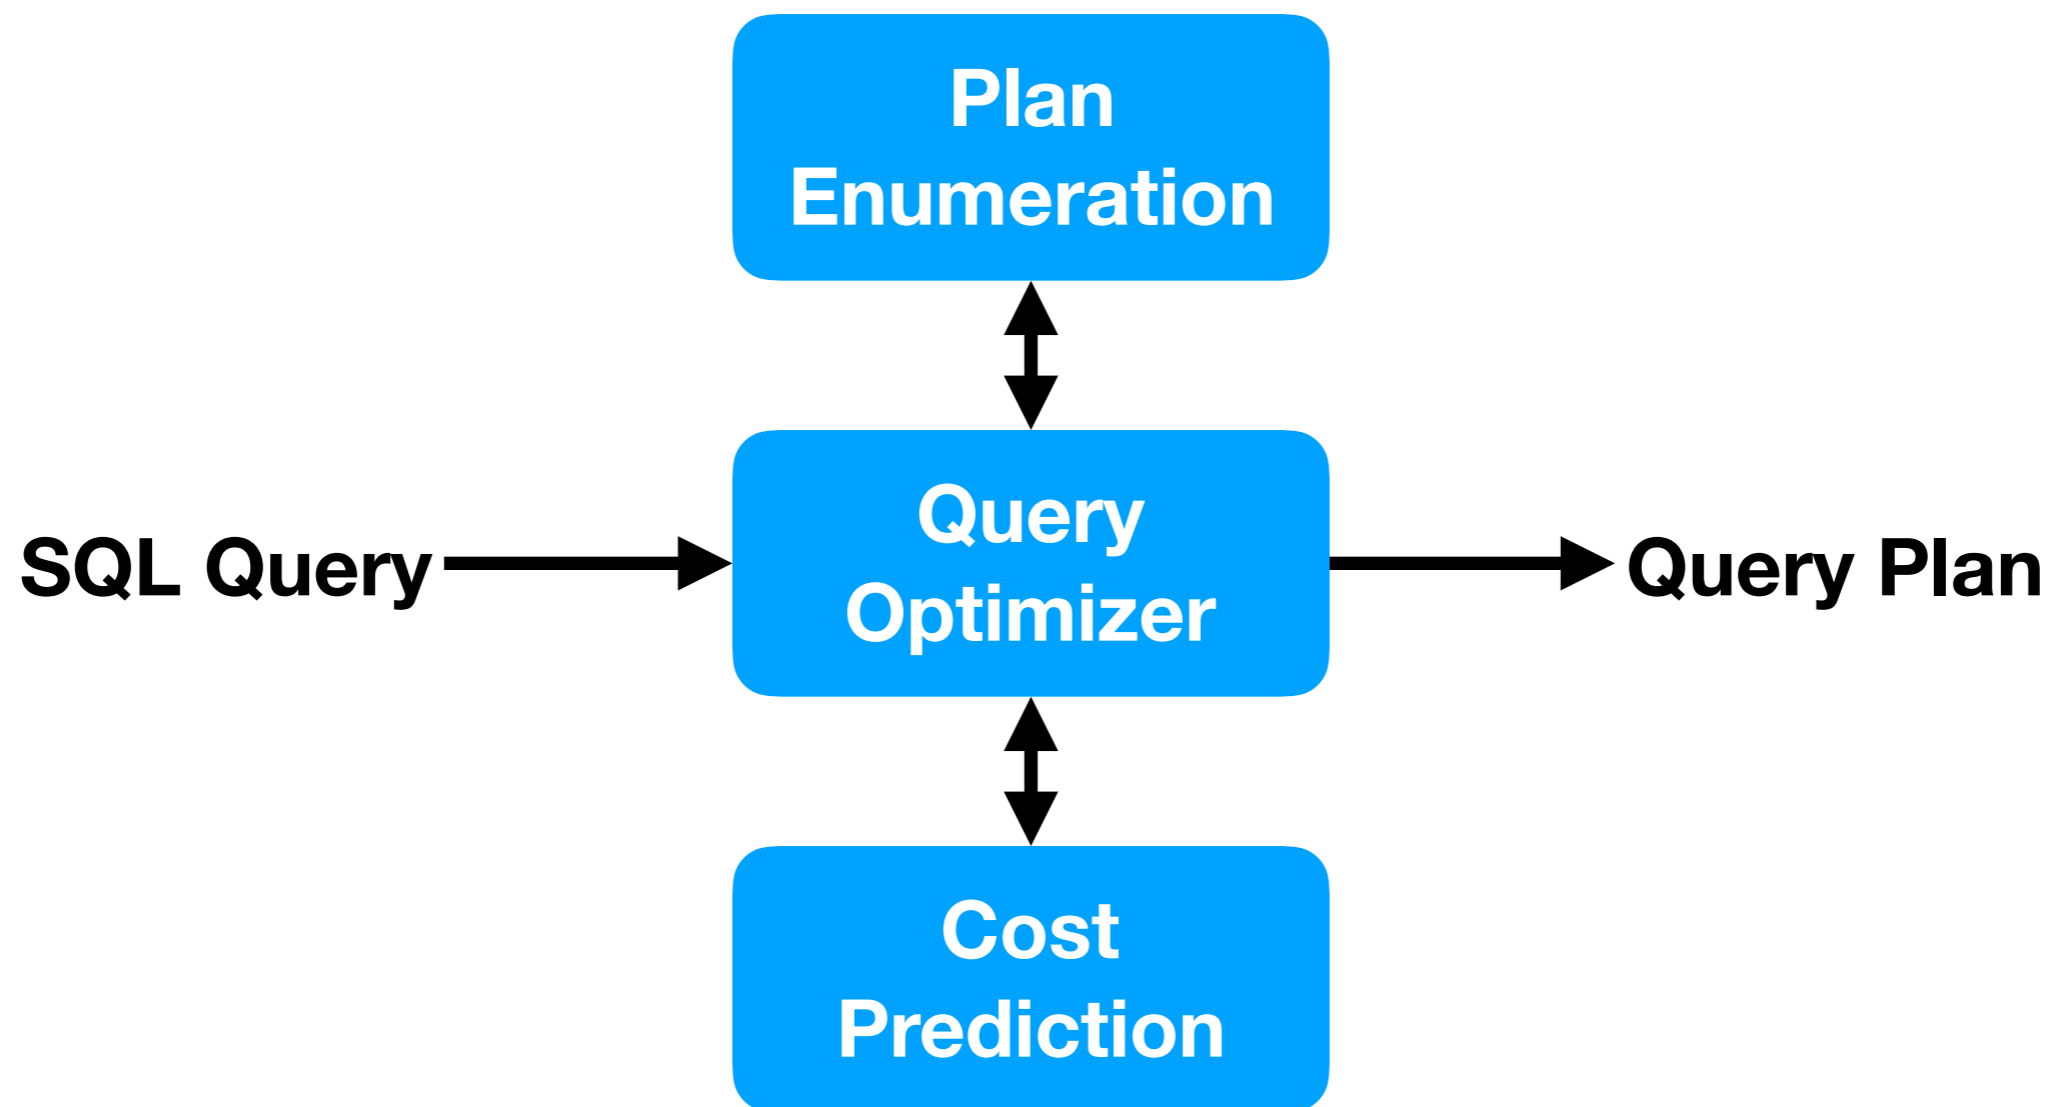 Plan
Enumeration
SQL Query
Query
Optimizer
Query Plan
Cost
Prediction